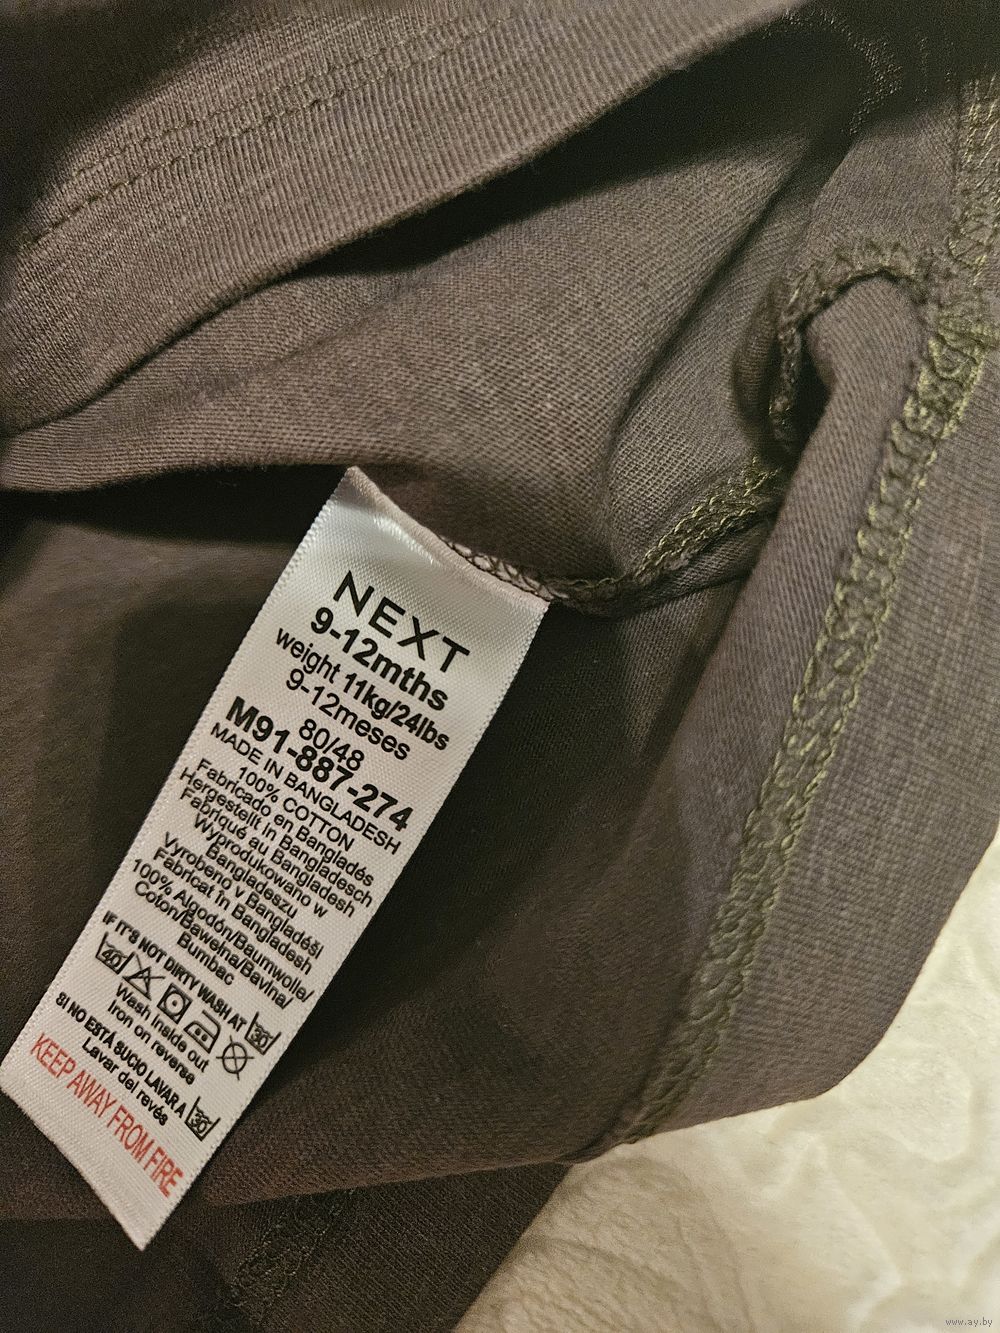 NEXT
9-12mths
weight 11kg/24lbs
9-12meses
80/48
M91-887-274
MADE IN BANGLADESH
100% COTTON
Fabricado en Bangladés
Hergestellt in Bangladesch
Fabriqué au Bangladesh
Wyprodukowano w
Bangladeszu
Vyrobeno v Bangladéši
Fabricat în Bangladesh
100% Algodón/Baumwolle/
Coton/Bawełna/Bavlna/
Bumbac
IF IT'S NOT DIRTY WASH AT 30
40
Wash inside out
Iron on reverse
SI NO ESTÁ SUCIO LAVAR A 30
Lavar del revés
KEEP AWAY FROM FIRE
www.ay.by